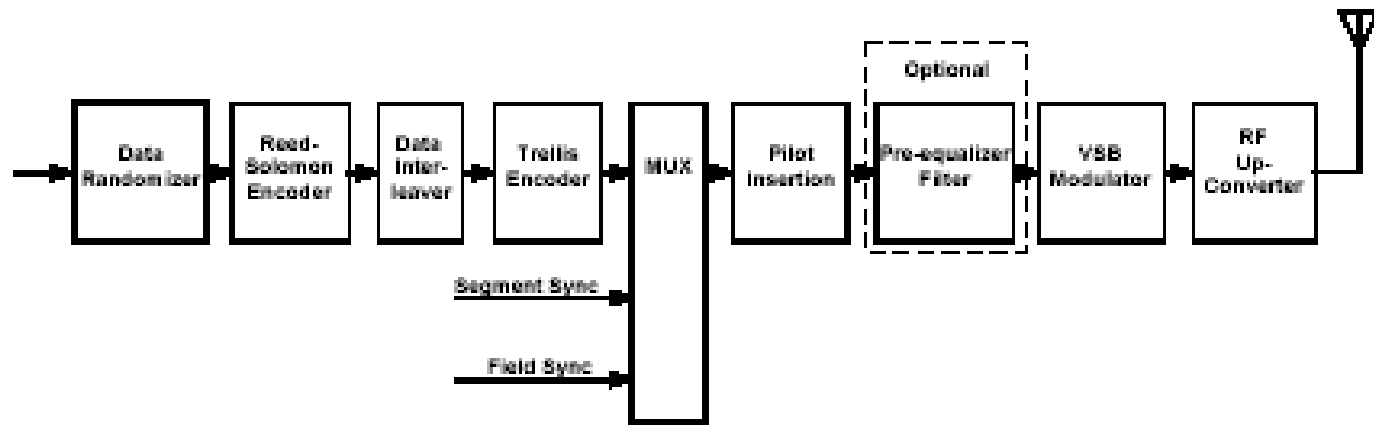 Optional
Data
Randomizer
Reed-
Solomon
Encoder
Data
Inter-
leaver
Trellis
Encoder
MUX
Pilot
Insertion
Pre-equalizer
Filter
VSB
Modulator
RF
Up-
Converter
Segment Sync
Field Sync